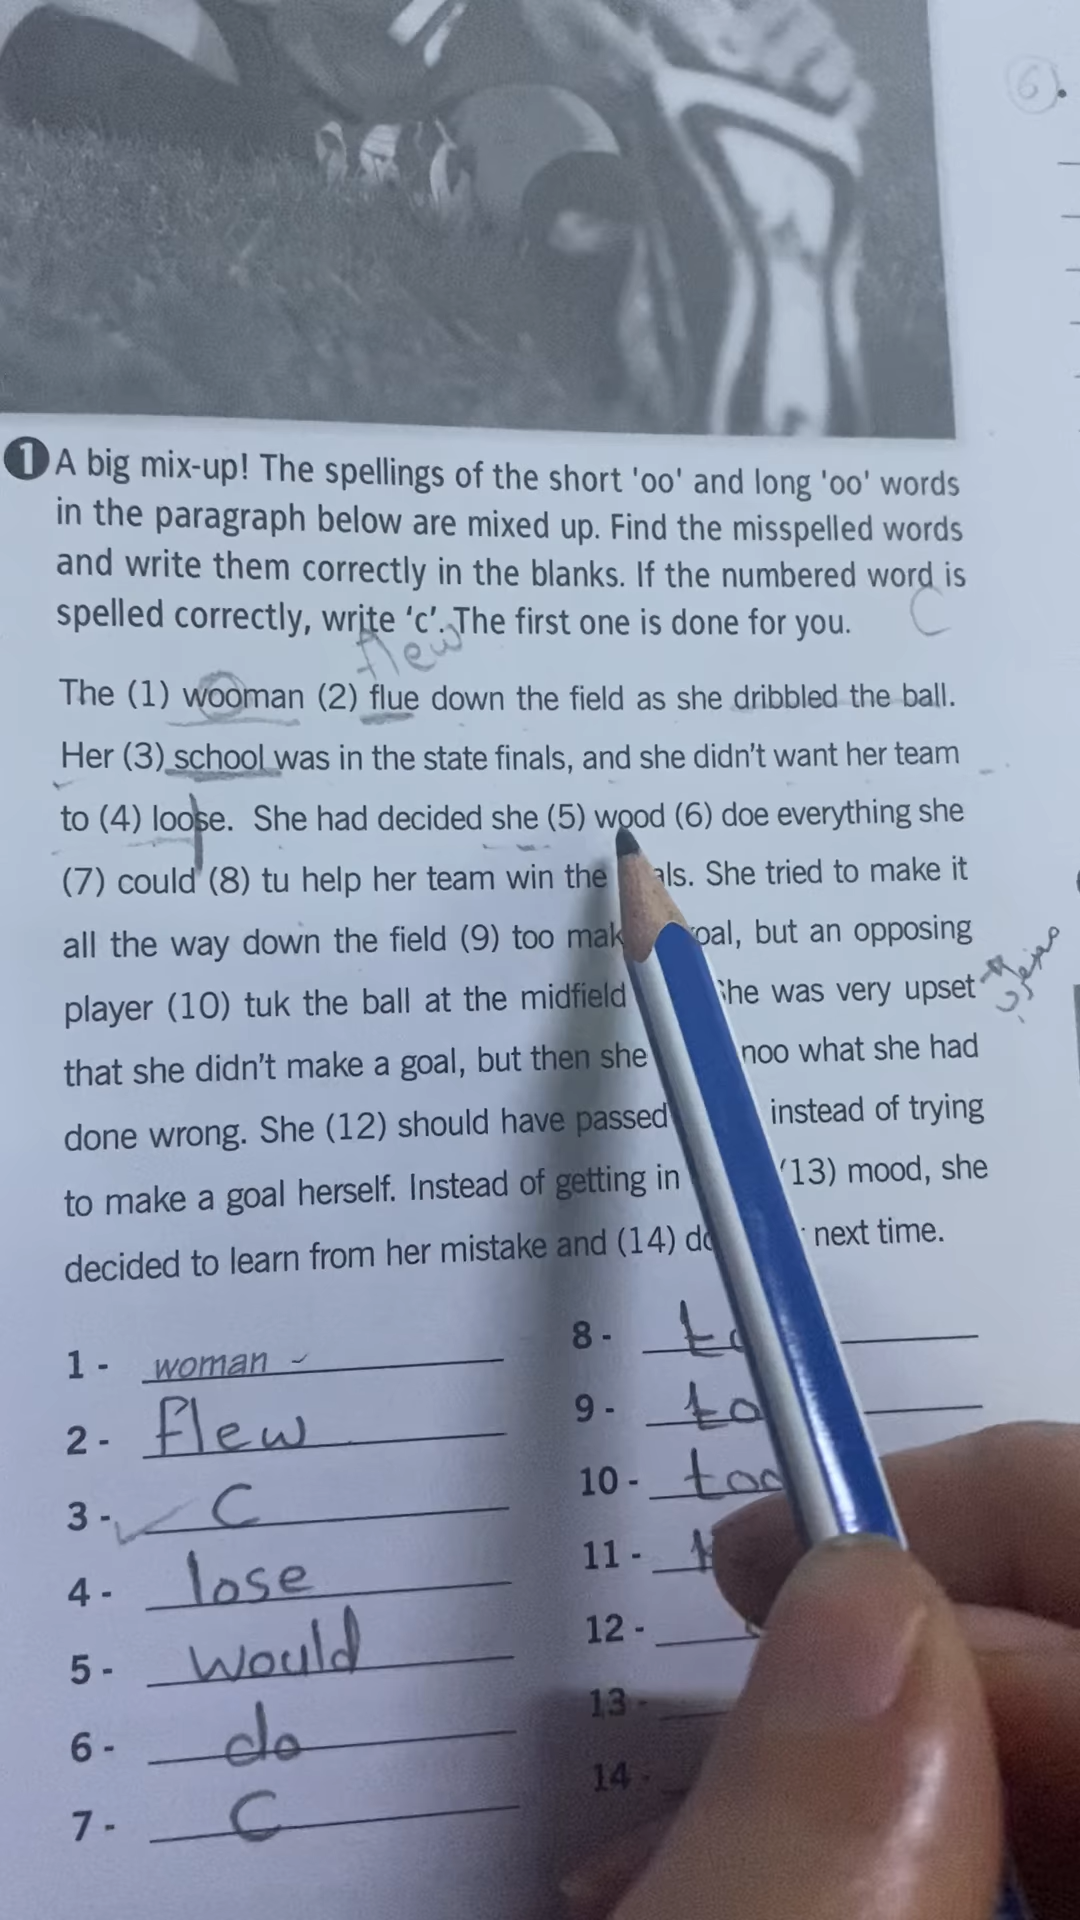 6
1 A big mix-up! The spellings of the short 'oo' and long 'oo' words
in the paragraph below are mixed up. Find the misspelled words
and write them correctly in the blanks. If the numbered word is
spelled correctly, write 'c'. The first one is done for you.
C
flew
The (1) wooman (2) flue down the field as she dribbled the ball.
Her (3) school was in the state finals, and she didn't want her team
to (4) loose. She had decided she (5) wood (6) doe everything she
(7) could (8) tu help her team win the
She tried to make it
all the way down the field (9) too
but an opposing
player (10) tuk the ball at the midfield
was very upset
that she didn't make a goal, but then she
noo what she had
done wrong. She (12) should have passed
instead of trying
to make a goal herself. Instead of getting in
(13) mood, she
decided to learn from her mistake and (14)
next time.
1 - woman
2 - flew
3 - C
4 - lose
5 - would
6 - do
7 - C
8 -
9 -
10 -
11 -
12 -
13 -
14 -